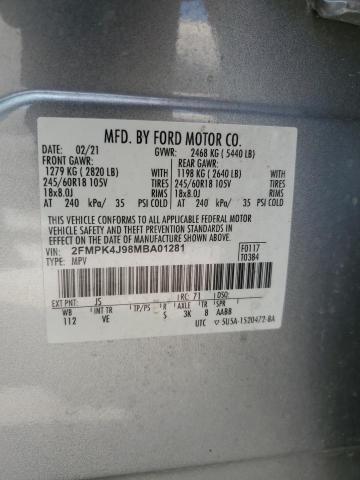 MFD. BY FORD MOTOR CO.
DATE: 02/21 GVWR: 2468 KG (5440 LB)
FRONT GAWR: REAR GAWR:
1279 KG (2820 LB) 1198 KG (2640 LB)
245/60R18 105V TIRES 245/60R18 105V TIRES
18x8.0J RIMS 18x8.0J RIMS
AT 240 kPa/ 35 PSI COLD AT 240 kPa/ 35 PSI COLD
THIS VEHICLE CONFORMS TO ALL APPLICABLE FEDERAL MOTOR
VEHICLE SAFETY AND THEFT PREVENTION STANDARDS IN
EFFECT ON THE DATE OF MANUFACTURE SHOWN ABOVE.
VIN: 2FMPK4J98MBA01281 F0117
TYPE: MPV T0384
EXT PNT: JS RC: 71 DSO:
WB INT TR TP/PS R AXLE TR SPR
112 VE S 3K 8 AABB
UTC 5U5A-1520472-BA